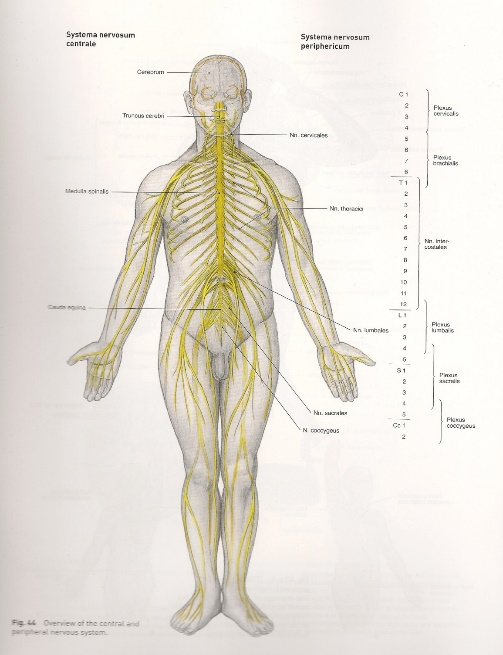 Systema nervosum
centrale
Systema nervosum
periphericum
Cerebrum
Truncus cerebri
Medulla spinalis
Cauda equina
Nn. cervicales
Nn. thoracici
Nn. lumbales
Nn. sacrales
N. coccygeus
C 1
2
3
4
5
6
7
8
T 1
2
3
4
5
6
7
8
9
10
11
12
L 1
2
3
4
5
S 1
2
3
4
5
Cc 1
2
Plexus
cervicalis
Plexus
brachialis
Nn. inter-
costales
Plexus
lumbalis
Plexus
sacralis
Plexus
coccygeus
Fig. 44 Overview of the central and
peripheral nervous system.